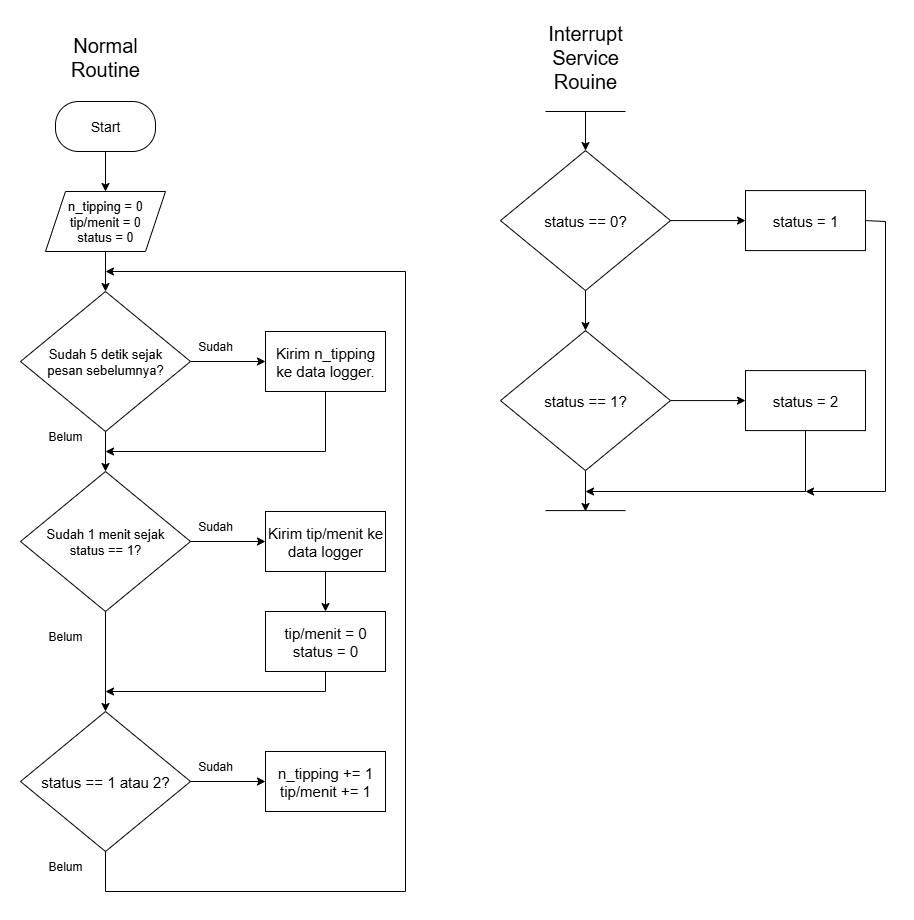 Normal
Routine
Start
n_tipping = 0
tip/menit = 0
status = 0
Sudah 5 detik sejak
pesan sebelumnya?
Sudah
Kirim n_tipping
ke data logger.
Belum
Sudah 1 menit sejak
status == 1?
Sudah
Kirim tip/menit ke
data logger
tip/menit = 0
status = 0
Belum
status == 1 atau 2?
Sudah
n_tipping += 1
tip/menit += 1
Belum
Interrupt
Service
Rouine
status == 0?
status = 1
status == 1?
status = 2